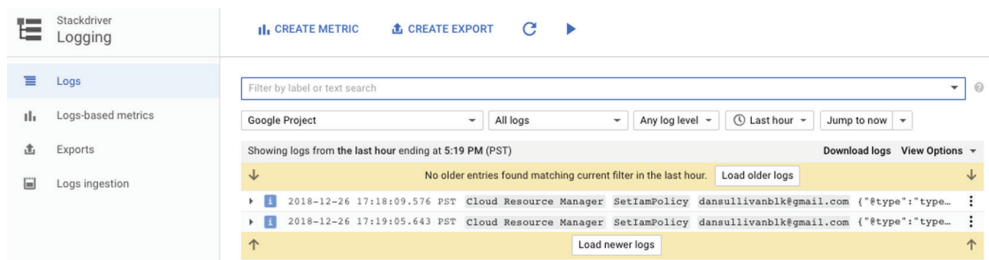 Stackdriver
Logging
CREATE METRIC CREATE EXPORT
Logs
Logs-based metrics
Exports
Logs ingestion
Filter by label or text search
Google Project All logs Any log level Last hour Jump to now
Showing logs from the last hour ending at 5:19 PM (PST) Download logs View Options
No older entries found matching current filter in the last hour. Load older logs
i 2018-12-26 17:18:09.576 PST Cloud Resource Manager SetIamPolicy dansullivanblk@gmail.com {"@type":"type…
i 2018-12-26 17:19:05.643 PST Cloud Resource Manager SetIamPolicy dansullivanblk@gmail.com {"@type":"type…
Load newer logs